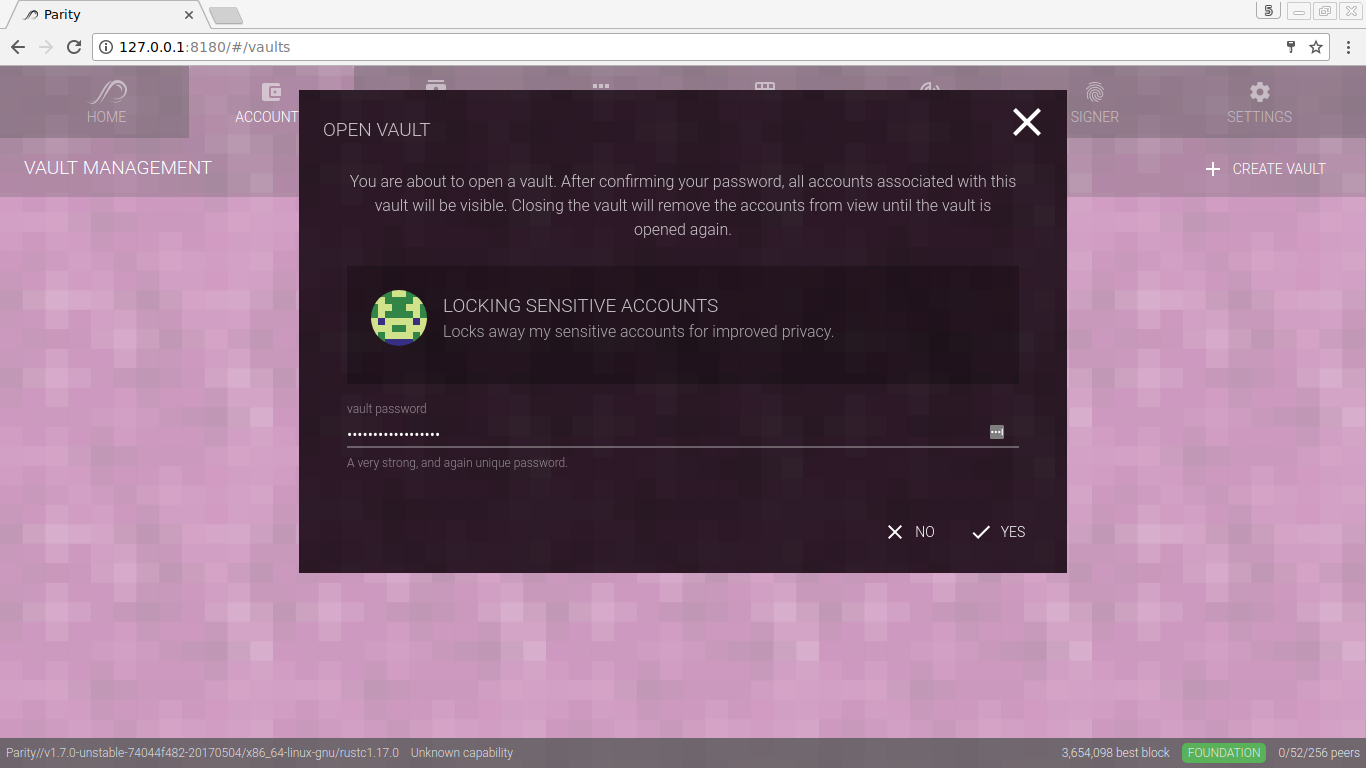 Parity
5
127.0.0.1:8180/#/vaults
HOME
ACCOUNT
SIGNER
SETTINGS
VAULT MANAGEMENT
CREATE VAULT
OPEN VAULT
You are about to open a vault. After confirming your password, all accounts associated with this
vault will be visible. Closing the vault will remove the accounts from view until the vault is
opened again.
LOCKING SENSITIVE ACCOUNTS
Locks away my sensitive accounts for improved privacy.
vault password
••••••••••••••••••
A very strong, and again unique password.
NO
YES
Parity//v1.7.0-unstable-74044f482-20170504/x86_64-linux-gnu/rustc1.17.0 Unknown capability
3,654,098 best block FOUNDATION 0/52/256 peers